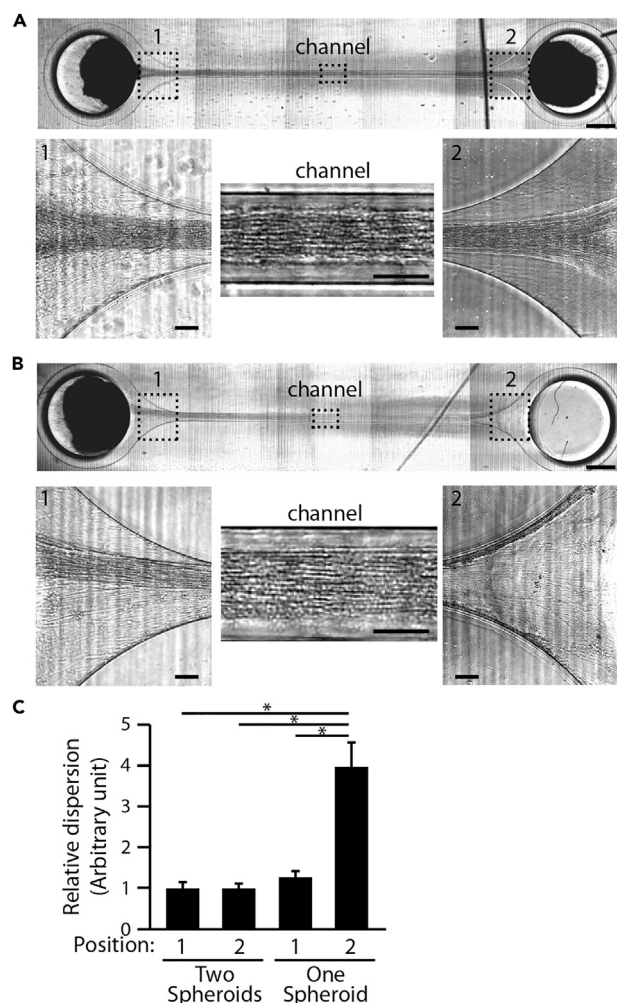 A
1
channel
2
1
channel
2
B
1
channel
2
1
channel
2
C
* 
*
*
Relative dispersion
(Arbitrary unit)
5
4
3
2
1
0
Position: 1 2 1 2
Two One
Spheroids Spheroid